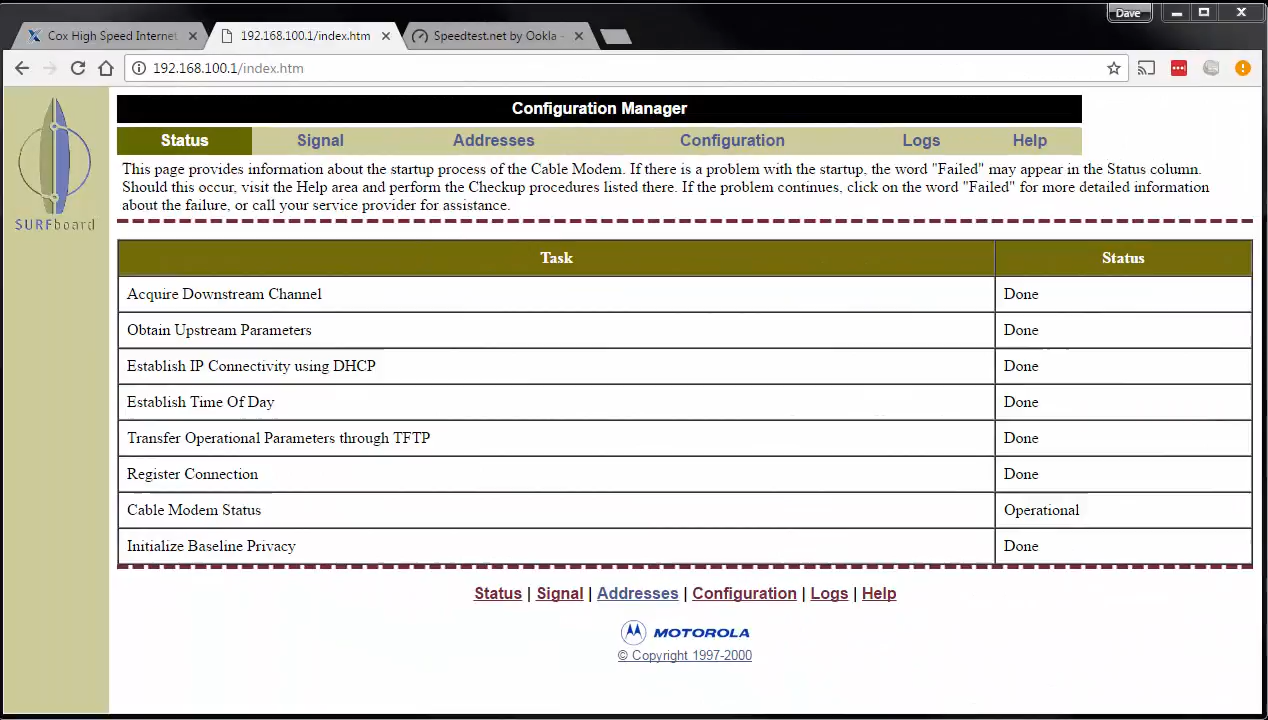 Dave
Cox High Speed Internet
192.168.100.1/index.htm
Speedtest.net by Ookla -
192.168.100.1/index.htm
SURFboard
Configuration Manager
Status Signal Addresses Configuration Logs Help
This page provides information about the startup process of the Cable Modem. If there is a problem with the startup, the word "Failed" may appear in the Status column.
Should this occur, visit the Help area and perform the Checkup procedures listed there. If the problem continues, click on the word "Failed" for more detailed information
about the failure, or call your service provider for assistance.
Task Status
Acquire Downstream Channel Done
Obtain Upstream Parameters Done
Establish IP Connectivity using DHCP Done
Establish Time Of Day Done
Transfer Operational Parameters through TFTP Done
Register Connection Done
Cable Modem Status Operational
Initialize Baseline Privacy Done
Status | Signal | Addresses | Configuration | Logs | Help
MOTOROLA
© Copyright 1997-2000